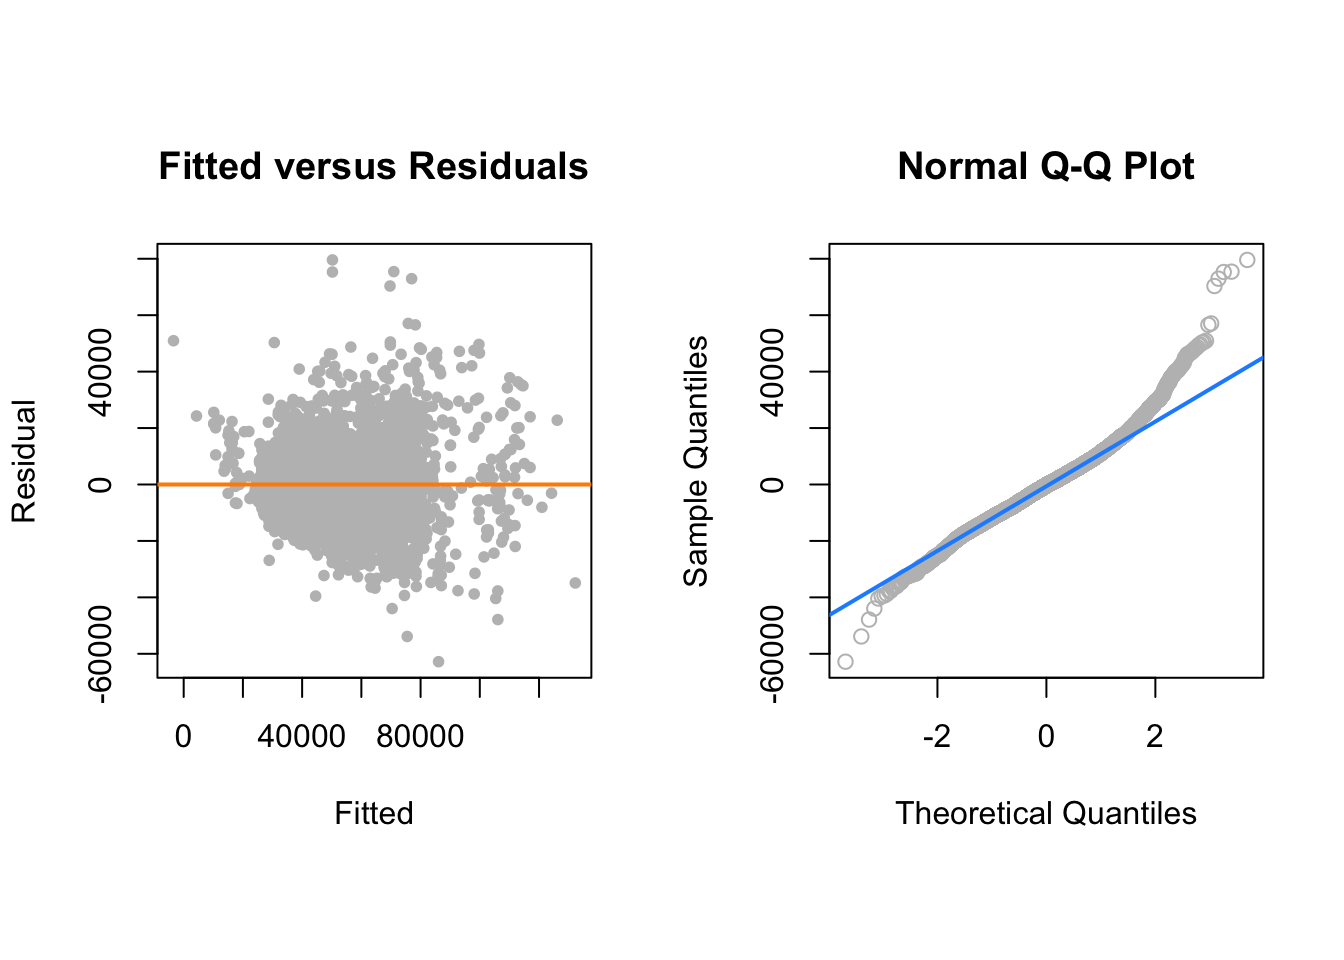 Fitted versus Residuals
Residual
-60000
0
40000
0
40000
80000
Fitted
Normal Q-Q Plot
Sample Quantiles
-60000
0
40000
-2
0
2
Theoretical Quantiles